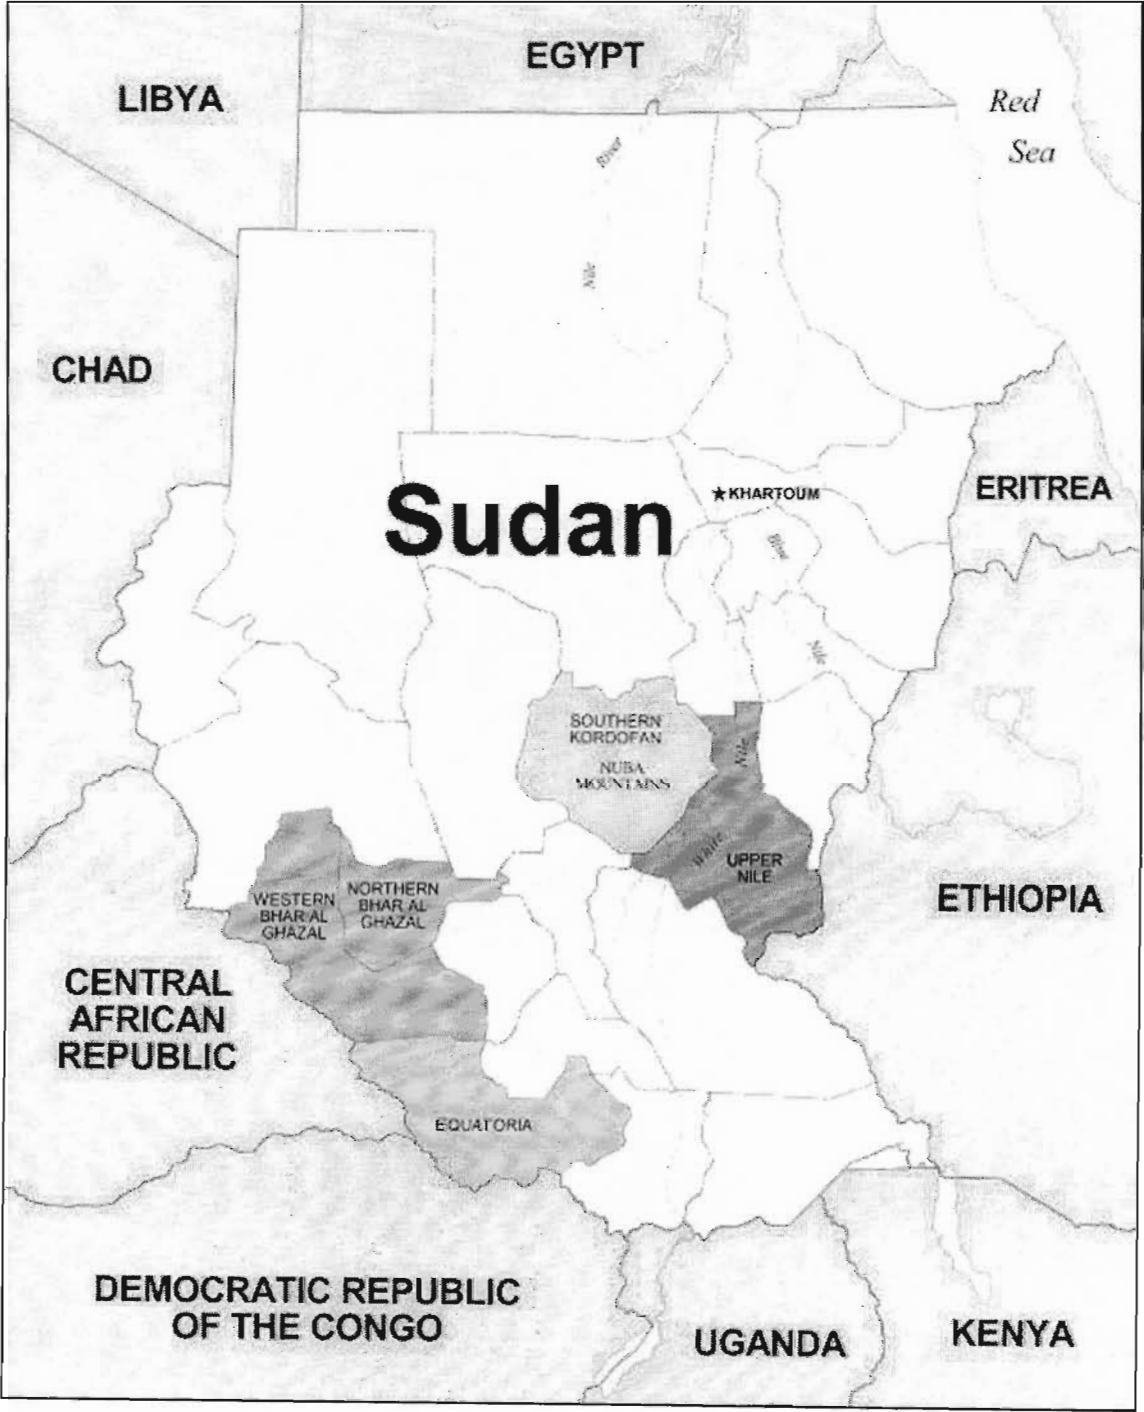 EGYPT
LIBYA
Red
Sea
River
Nile
CHAD
Sudan
KHARTOUM
ERITREA
River
Nile
SOUTHERN
KORDOFAN
NUBA
MOUNTAINS
Nile
White
UPPER
NILE
WESTERN
BHAR AL
GHAZAL
NORTHERN
BHAR AL
GHAZAL
ETHIOPIA
CENTRAL
AFRICAN
REPUBLIC
EQUATORIA
DEMOCRATIC REPUBLIC
OF THE CONGO
UGANDA
KENYA